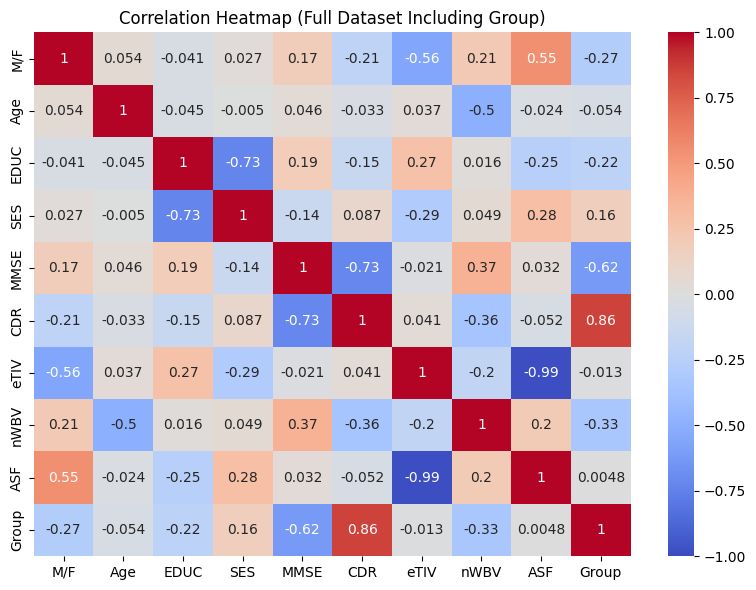 Correlation Heatmap (Full Dataset Including Group)
M/F 1 0.054 -0.041 0.027 0.17 -0.21 -0.56 0.21 0.55 -0.27
Age 0.054 1 -0.045 -0.005 0.046 -0.033 0.037 -0.5 -0.024 -0.054
EDUC -0.041 -0.045 1 -0.73 0.19 -0.15 0.27 0.016 -0.25 -0.22
SES 0.027 -0.005 -0.73 1 -0.14 0.087 -0.29 0.049 0.28 0.16
MMSE 0.17 0.046 0.19 -0.14 1 -0.73 -0.021 0.37 0.032 -0.62
CDR -0.21 -0.033 -0.15 0.087 -0.73 1 0.041 -0.36 -0.052 0.86
eTIV -0.56 0.037 0.27 -0.29 -0.021 0.041 1 -0.2 -0.99 -0.013
nWBV 0.21 -0.5 0.016 0.049 0.37 -0.36 -0.2 1 0.2 -0.33
ASF 0.55 -0.024 -0.25 0.28 0.032 -0.052 -0.99 0.2 1 0.0048
Group -0.27 -0.054 -0.22 0.16 -0.62 0.86 -0.013 -0.33 0.0048 1
M/F Age EDUC SES MMSE CDR eTIV nWBV ASF Group
1.00
0.75
0.50
0.25
0.00
−0.25
−0.50
−0.75
−1.00